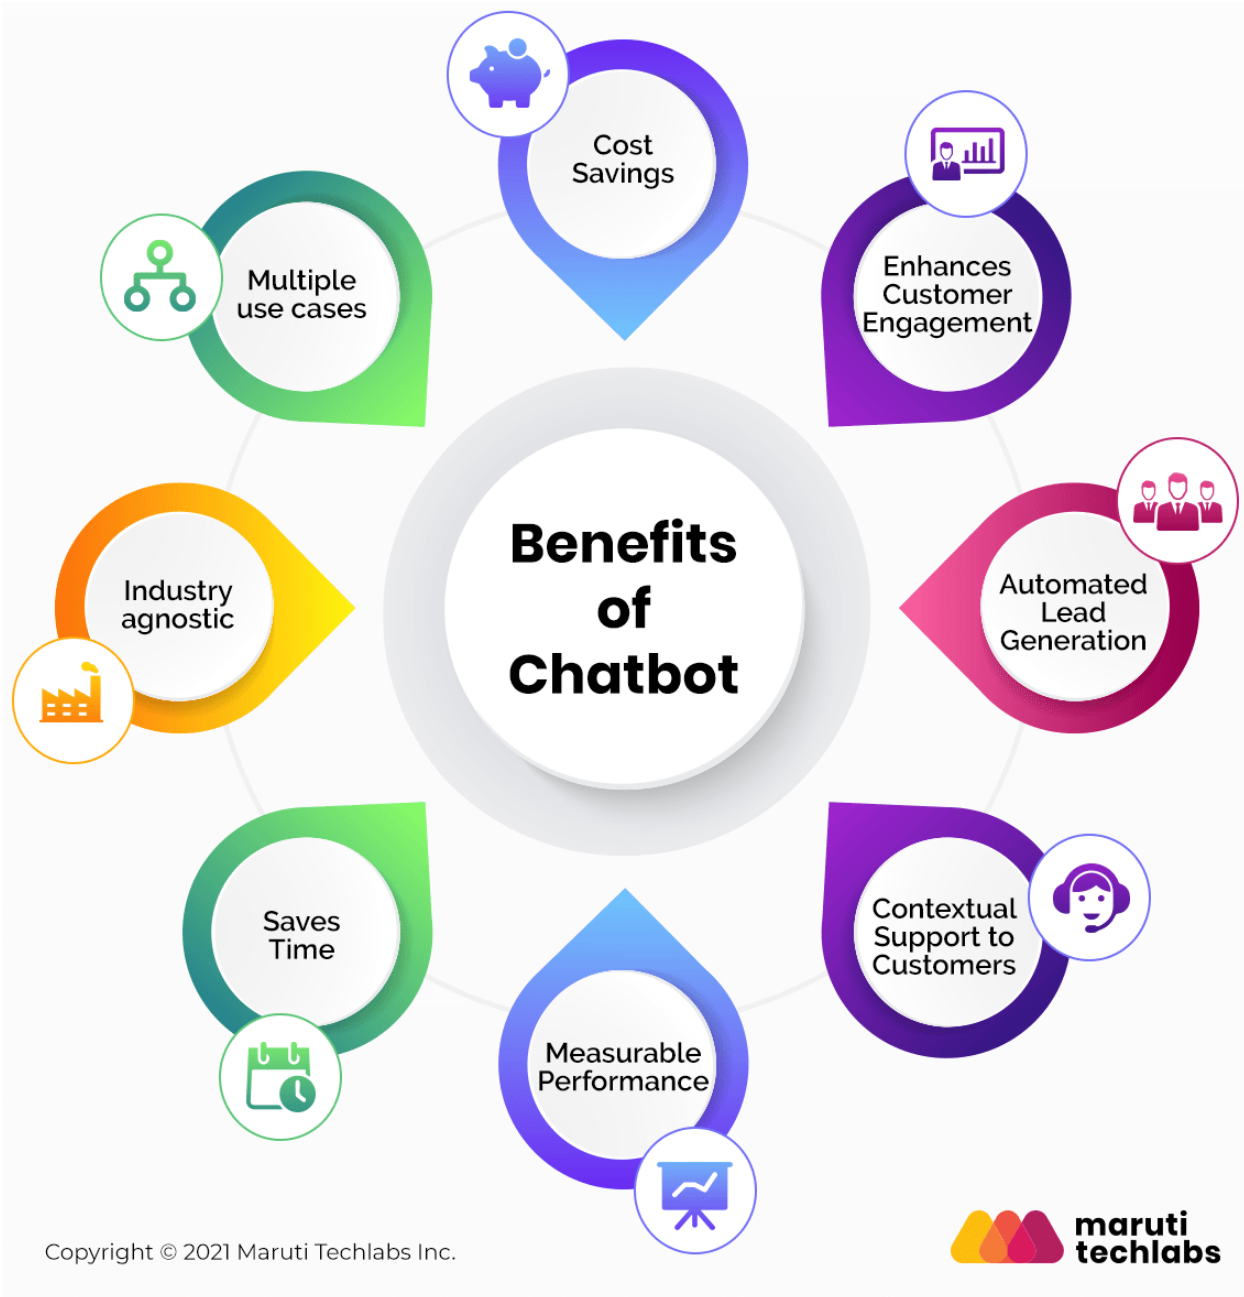 Cost
Savings
Enhances
Customer
Engagement
Multiple
use cases
Benefits
of
Chatbot
Industry
agnostic
Automated
Lead
Generation
Saves
Time
Contextual
Support to
Customers
Measurable
Performance
Copyright © 2021 Maruti Techlabs Inc.
maruti
techlabs